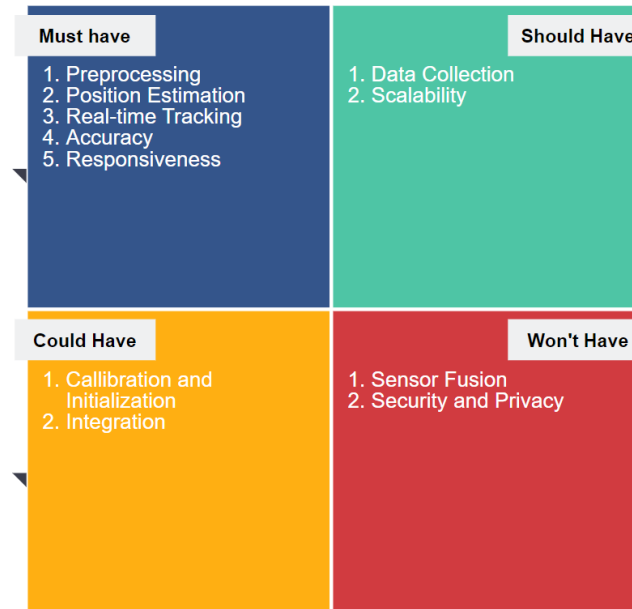 Must have
1. Preprocessing
2. Position Estimation
3. Real-time Tracking
4. Accuracy
5. Responsiveness
Should Have
1. Data Collection
2. Scalability
Could Have
1. Callibration and
Initialization
2. Integration
Won't Have
1. Sensor Fusion
2. Security and Privacy